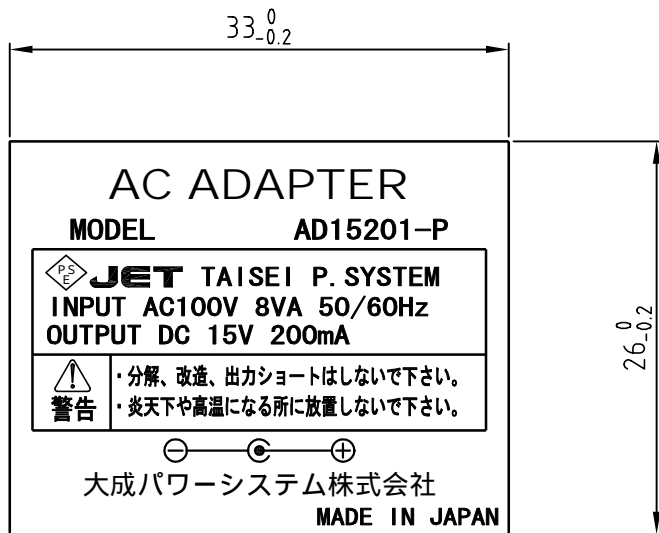 33 0 -0.2
AC ADAPTER
MODEL AD15201-P
PSE JET TAISEI P. SYSTEM
INPUT AC100V 8VA 50/60Hz
OUTPUT DC 15V 200mA
警告
・分解、改造、出力ショートはしないで下さい。
・炎天下や高温になる所に放置しないで下さい。
大成パワーシステム株式会社
MADE IN JAPAN
26 0 -0.2